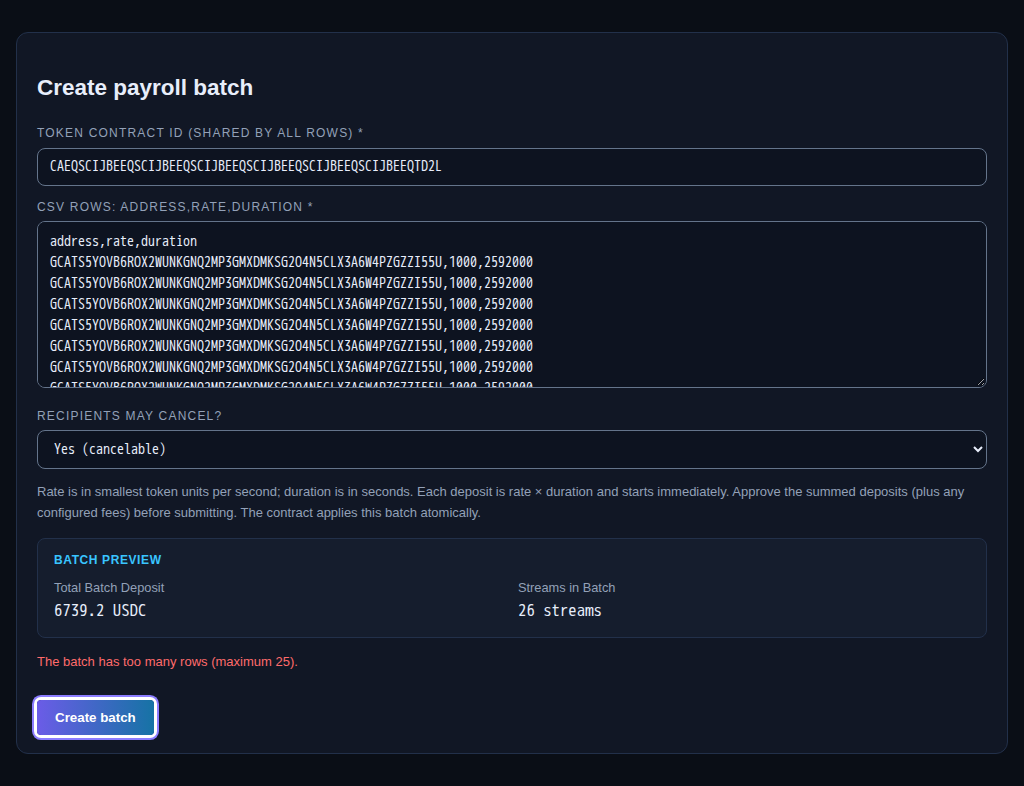 Create payroll batch
TOKEN CONTRACT ID (SHARED BY ALL ROWS) *
CAEQSCIJBEEQSCIJBEEQSCIJBEEQSCIJBEEQSCIJBEEQSCIJBEEQTD2L
CSV ROWS: ADDRESS,RATE,DURATION *
address,rate,duration
GCATS5YOVB6ROX2WUNKGNQ2MP3GMXDMKSG2O4N5CLX3A6W4PZGZZI55U,1000,2592000
GCATS5YOVB6ROX2WUNKGNQ2MP3GMXDMKSG2O4N5CLX3A6W4PZGZZI55U,1000,2592000
GCATS5YOVB6ROX2WUNKGNQ2MP3GMXDMKSG2O4N5CLX3A6W4PZGZZI55U,1000,2592000
GCATS5YOVB6ROX2WUNKGNQ2MP3GMXDMKSG2O4N5CLX3A6W4PZGZZI55U,1000,2592000
GCATS5YOVB6ROX2WUNKGNQ2MP3GMXDMKSG2O4N5CLX3A6W4PZGZZI55U,1000,2592000
GCATS5YOVB6ROX2WUNKGNQ2MP3GMXDMKSG2O4N5CLX3A6W4PZGZZI55U,1000,2592000
GCATS5YOVB6ROX2WUNKGNQ2MP3GMXDMKSG2O4N5CLX3A6W4PZGZZI55U,1000,2592000
RECIPIENTS MAY CANCEL?
Yes (cancelable)
Rate is in smallest token units per second; duration is in seconds. Each deposit is rate × duration and starts immediately. Approve the summed deposits (plus any
configured fees) before submitting. The contract applies this batch atomically.
BATCH PREVIEW
Total Batch Deposit
6739.2 USDC
Streams in Batch
26 streams
The batch has too many rows (maximum 25).
Create batch